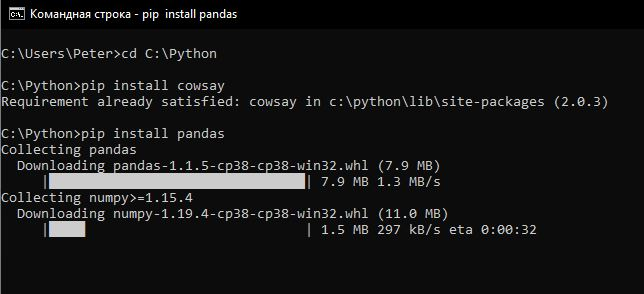 Командная строка - pip  install pandas
C:\Users\Peter>cd C:\Python
C:\Python>pip install cowsay
Requirement already satisfied: cowsay in c:\python\lib\site-packages (2.0.3)
C:\Python>pip install pandas
Collecting pandas
  Downloading pandas-1.1.5-cp38-cp38-win32.whl (7.9 MB)
     |████████████████████████████████| 7.9 MB 1.3 MB/s
Collecting numpy>=1.15.4
  Downloading numpy-1.19.4-cp38-cp38-win32.whl (11.0 MB)
     |████▌                           | 1.5 MB 297 kB/s eta 0:00:32